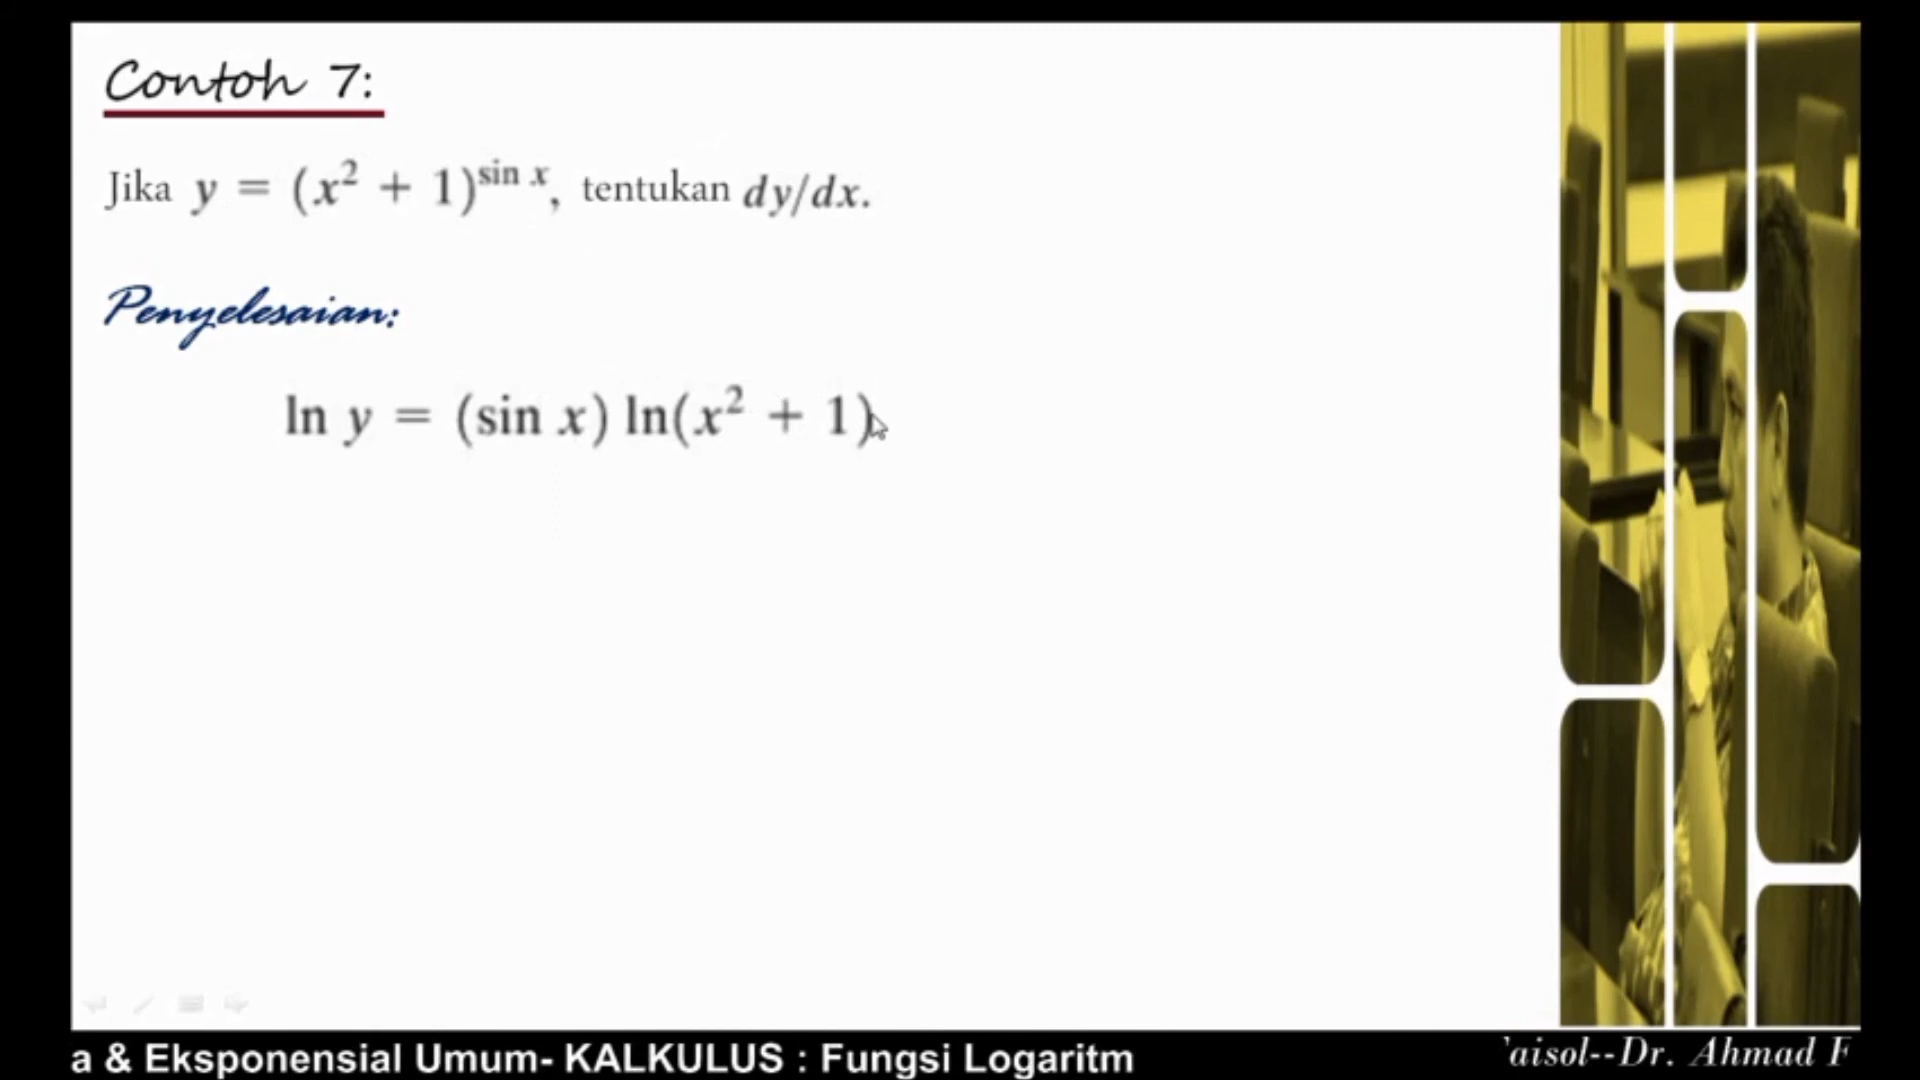 Contoh 7:
Jika y = (x² + 1)^sin x, tentukan dy/dx.
Penyelesaian:
ln y = (sin x) ln(x² + 1)
a & Eksponensial Umum- KALKULUS : Fungsi Logaritm
'aisol--Dr. Ahmad F